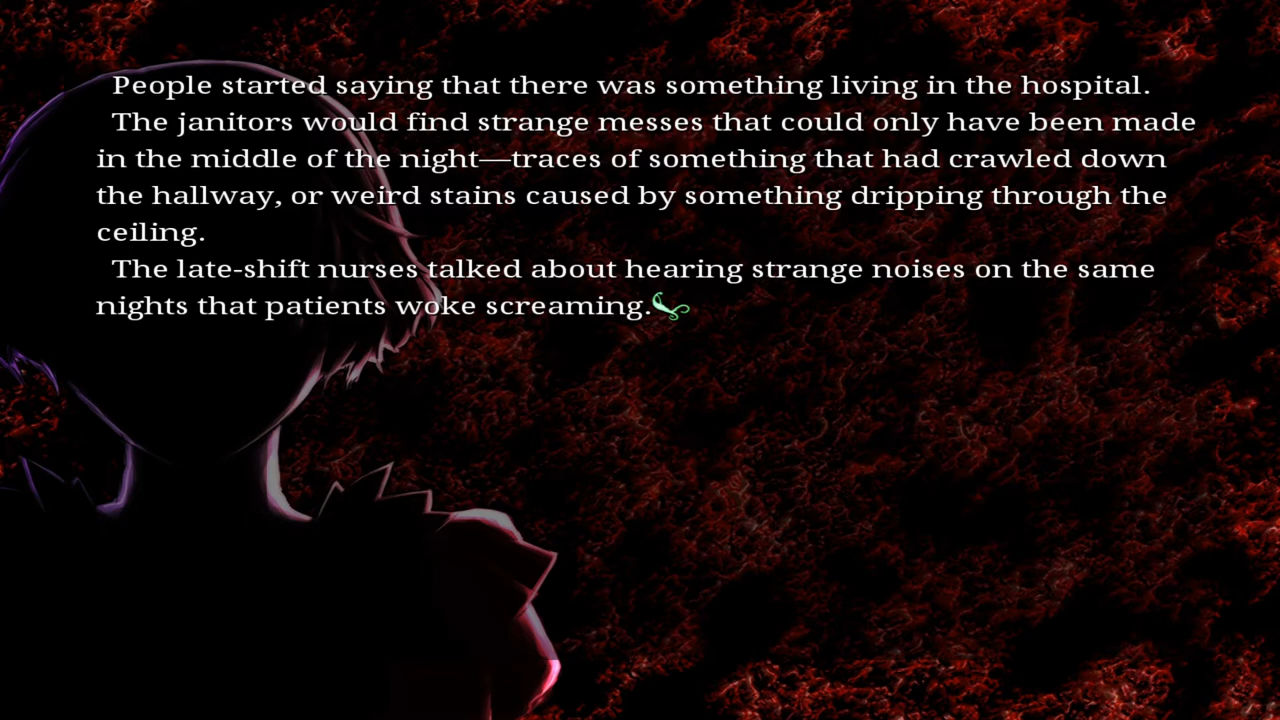 People started saying that there was something living in the hospital.
The janitors would find strange messes that could only have been made
in the middle of the night—traces of something that had crawled down
the hallway, or weird stains caused by something dripping through the
ceiling.
The late-shift nurses talked about hearing strange noises on the same
nights that patients woke screaming.